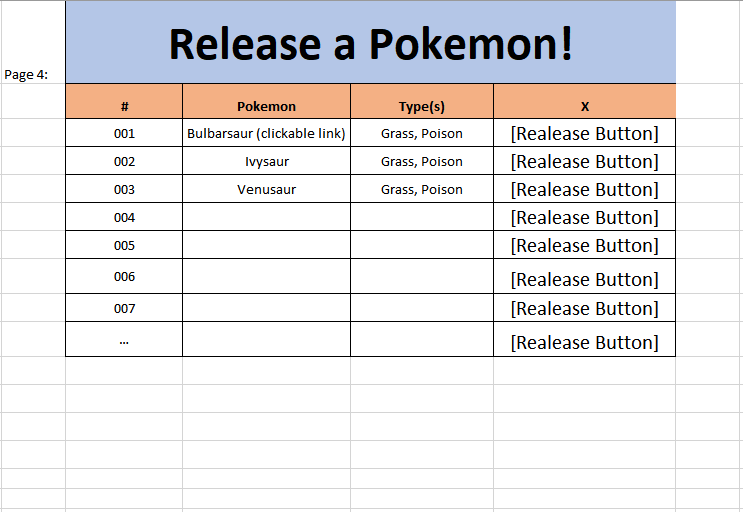 Release a Pokemon!
Page 4:
# Pokemon Type(s) X
001 Bulbarsaur (clickable link) Grass, Poison [Realease Button]
002 Ivysaur Grass, Poison [Realease Button]
003 Venusaur Grass, Poison [Realease Button]
004 [Realease Button]
005 [Realease Button]
006 [Realease Button]
007 [Realease Button]
... [Realease Button]